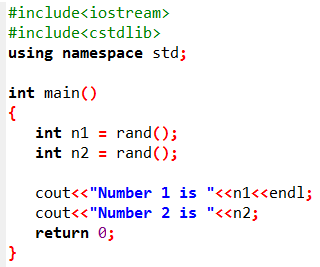 #include<iostream>
#include<cstdlib>
using namespace std;
int main()
{
int n1 = rand();
int n2 = rand();
cout<<"Number 1 is "<<n1<<endl;
cout<<"Number 2 is "<<n2;
return 0;
}